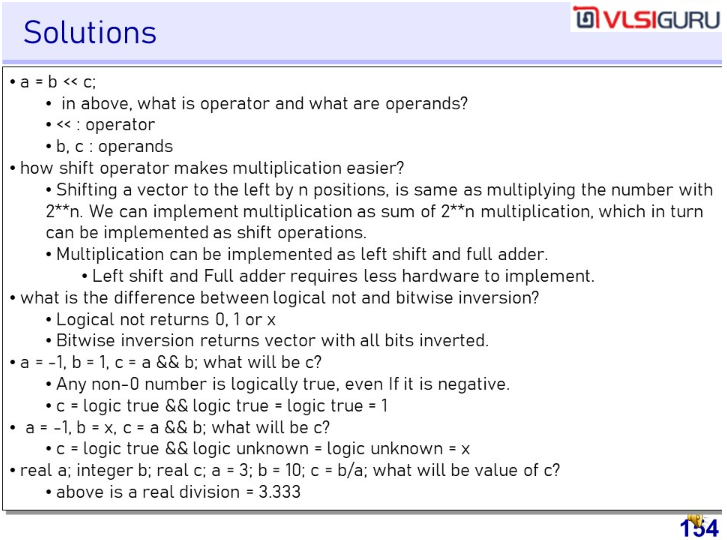 Solutions
VLSIGURU
• a = b << c;
• in above, what is operator and what are operands?
• << : operator
• b, c : operands
• how shift operator makes multiplication easier?
• Shifting a vector to the left by n positions, is same as multiplying the number with
2**n. We can implement multiplication as sum of 2**n multiplication, which in turn
can be implemented as shift operations.
• Multiplication can be implemented as left shift and full adder.
• Left shift and Full adder requires less hardware to implement.
• what is the difference between logical not and bitwise inversion?
• Logical not returns 0, 1 or x
• Bitwise inversion returns vector with all bits inverted.
• a = -1, b = 1, c = a && b; what will be c?
• Any non-0 number is logically true, even If it is negative.
• c = logic true && logic true = logic true = 1
• a = -1, b = x, c = a && b; what will be c?
• c = logic true && logic unknown = logic unknown = x
• real a; integer b; real c; a = 3; b = 10; c = b/a; what will be value of c?
• above is a real division = 3.333
154